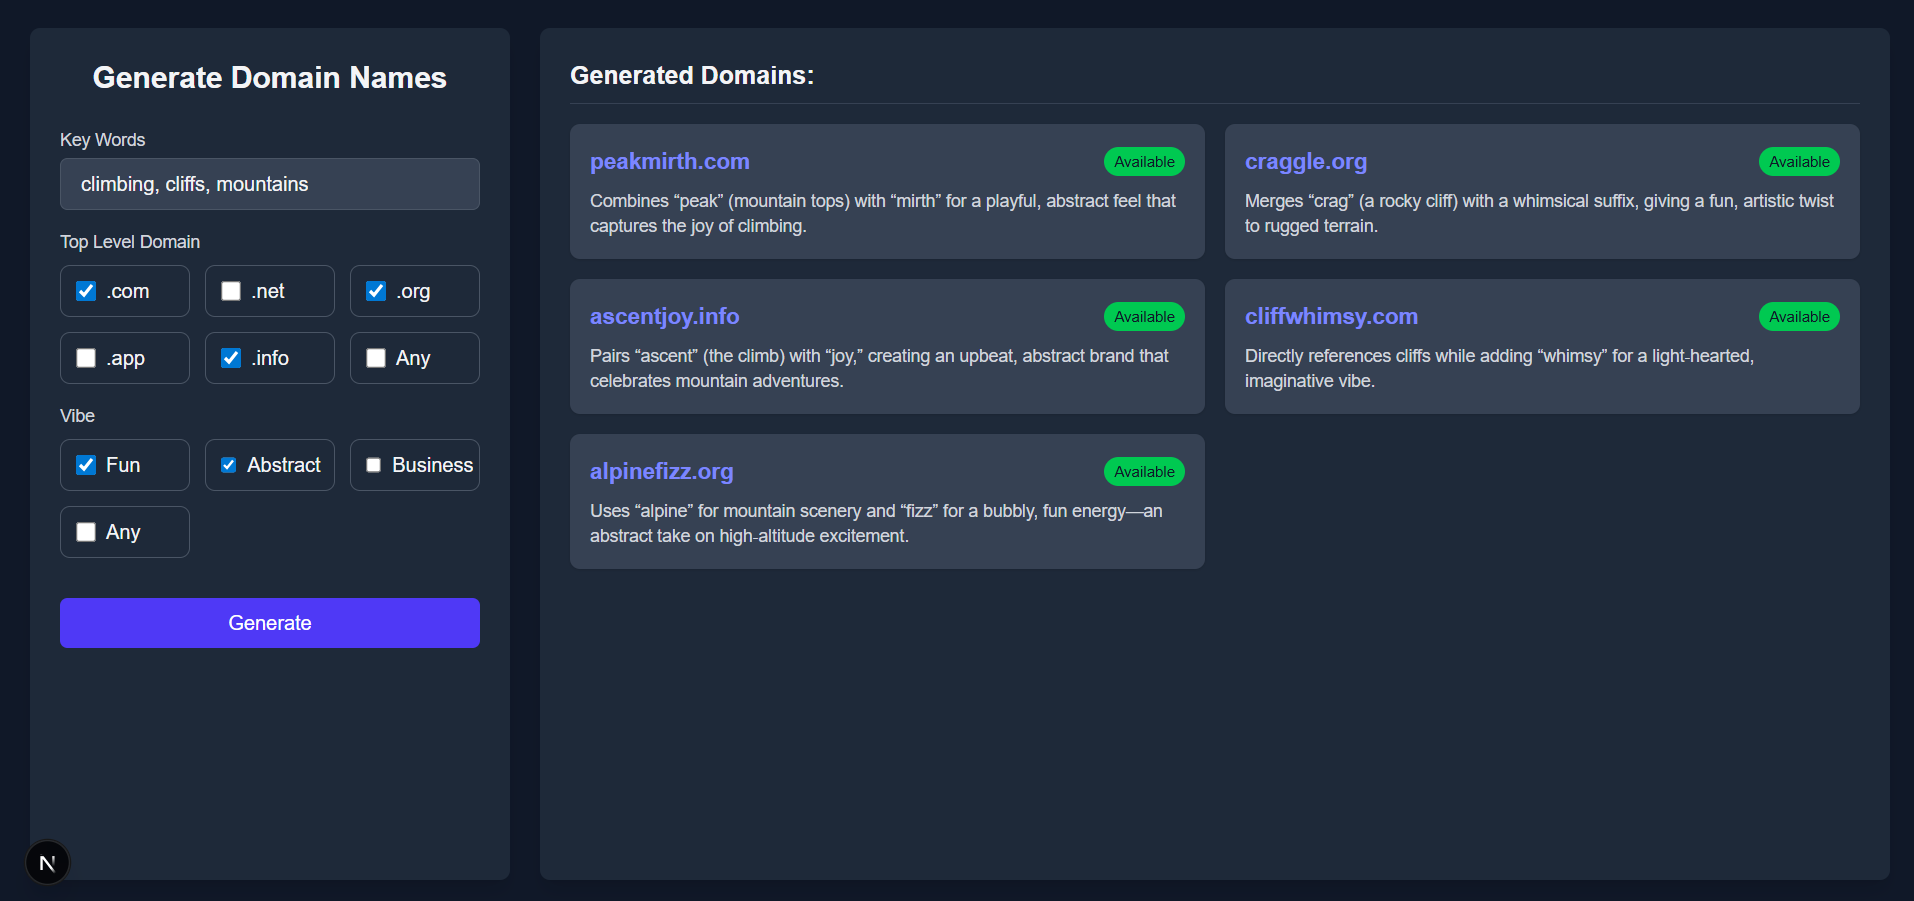 Generate Domain Names
Key Words
climbing, cliffs, mountains
Top Level Domain
.com
.net
.org
.app
.info
Any
Vibe
Fun
Abstract
Business
Any
Generate
N
Generated Domains:
peakmirth.com
Available
Combines “peak” (mountain tops) with “mirth” for a playful, abstract feel that
captures the joy of climbing.
craggle.org
Available
Merges “crag” (a rocky cliff) with a whimsical suffix, giving a fun, artistic twist
to rugged terrain.
ascentjoy.info
Available
Pairs “ascent” (the climb) with “joy,” creating an upbeat, abstract brand that
celebrates mountain adventures.
cliffwhimsy.com
Available
Directly references cliffs while adding “whimsy” for a light-hearted,
imaginative vibe.
alpinefizz.org
Available
Uses “alpine” for mountain scenery and “fizz” for a bubbly, fun energy—an
abstract take on high-altitude excitement.